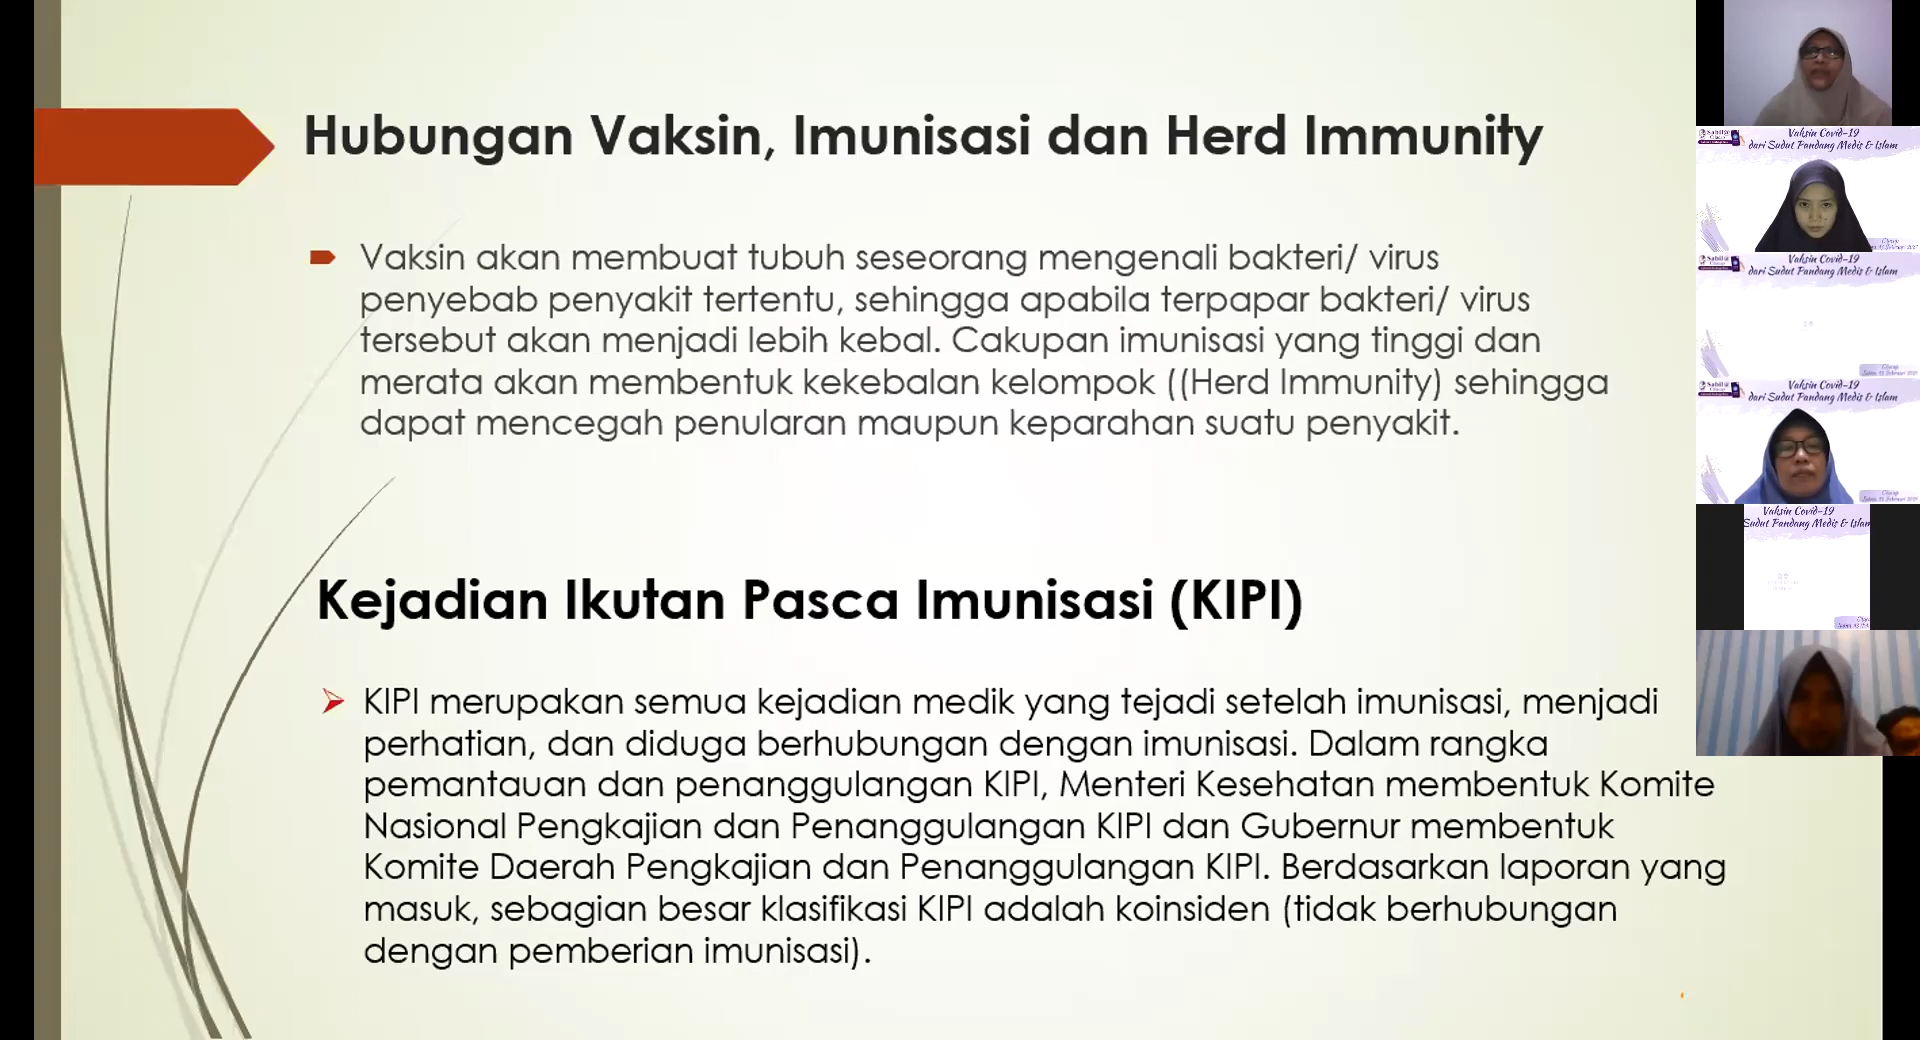 Hubungan Vaksin, Imunisasi dan Herd Immunity
Vaksin akan membuat tubuh seseorang mengenali bakteri/ virus
penyebab penyakit tertentu, sehingga apabila terpapar bakteri/ virus
tersebut akan menjadi lebih kebal. Cakupan imunisasi yang tinggi dan
merata akan membentuk kekebalan kelompok ((Herd Immunity) sehingga
dapat mencegah penularan maupun keparahan suatu penyakit.
Kejadian Ikutan Pasca Imunisasi (KIPI)
KIPI merupakan semua kejadian medik yang tejadi setelah imunisasi, menjadi
perhatian, dan diduga berhubungan dengan imunisasi. Dalam rangka
pemantauan dan penanggulangan KIPI, Menteri Kesehatan membentuk Komite
Nasional Pengkajian dan Penanggulangan KIPI dan Gubernur membentuk
Komite Daerah Pengkajian dan Penanggulangan KIPI. Berdasarkan laporan yang
masuk, sebagian besar klasifikasi KIPI adalah koinsiden (tidak berhubungan
dengan pemberian imunisasi).
Vaksin Covid-19
dari Sudut Pandang Medis & Islam
Vaksin Covid-19
dari Sudut Pandang Medis & Islam
Vaksin Covid-19
dari Sudut Pandang Medis & Islam
Vaksin Covid-19
Sudut Pandang Medis & Islam